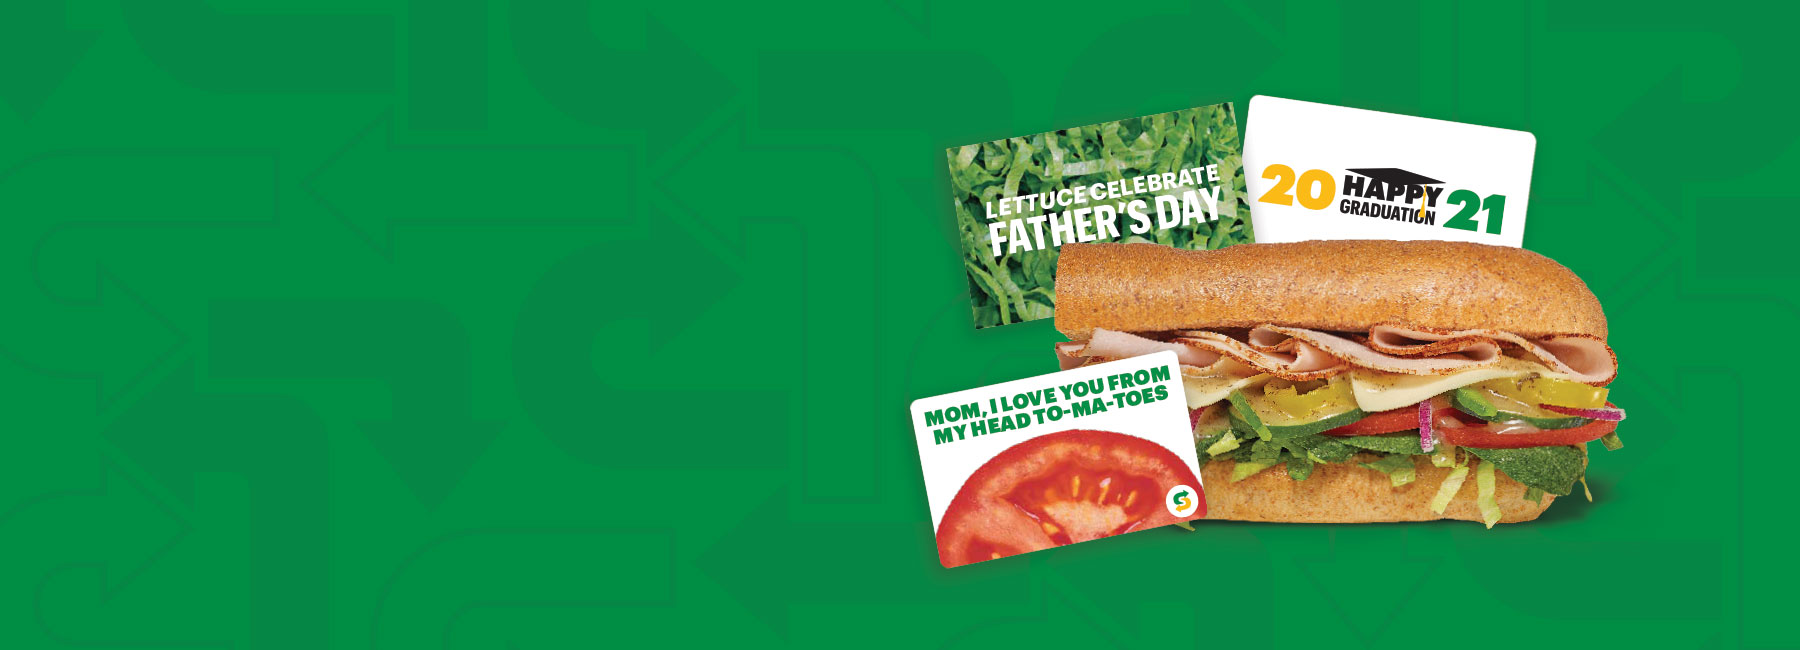 LETTUCE CELEBRATE
FATHER'S DAY
20 HAPPY 21
GRADUATION
MOM, I LOVE YOU FROM
MY HEAD TO-MA-TOES